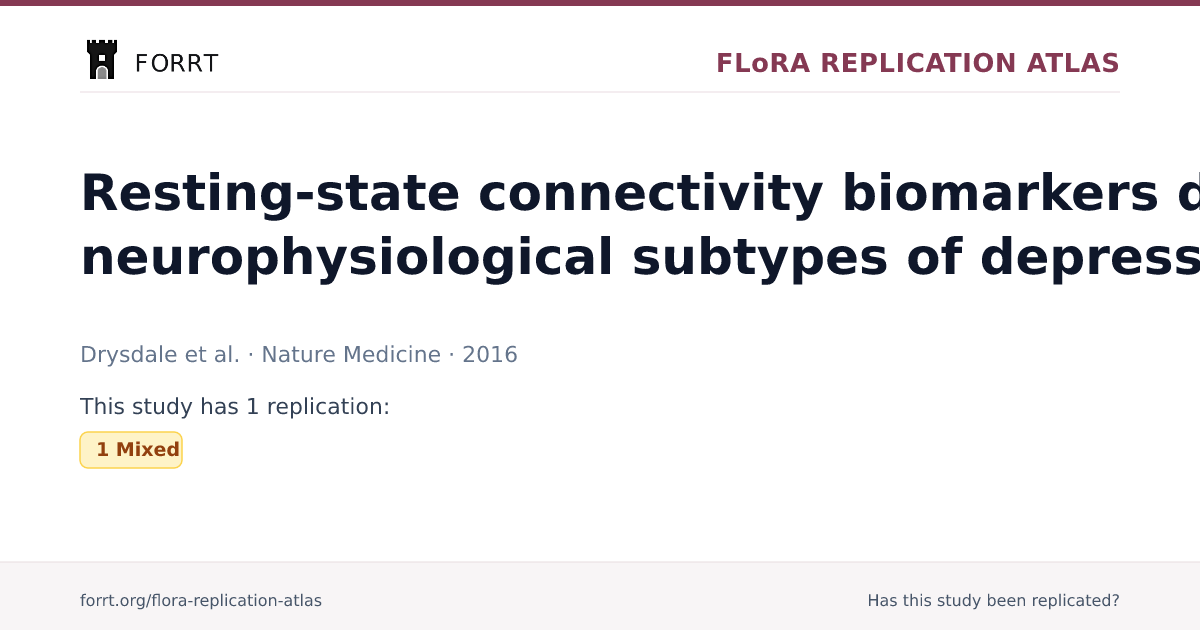 FORRT
FLoRA REPLICATION ATLAS
Resting-state connectivity biomarkers
neurophysiological subtypes of depress
Drysdale et al. · Nature Medicine · 2016
This study has 1 replication:
1 Mixed
forrt.org/flora-replication-atlas
Has this study been replicated?